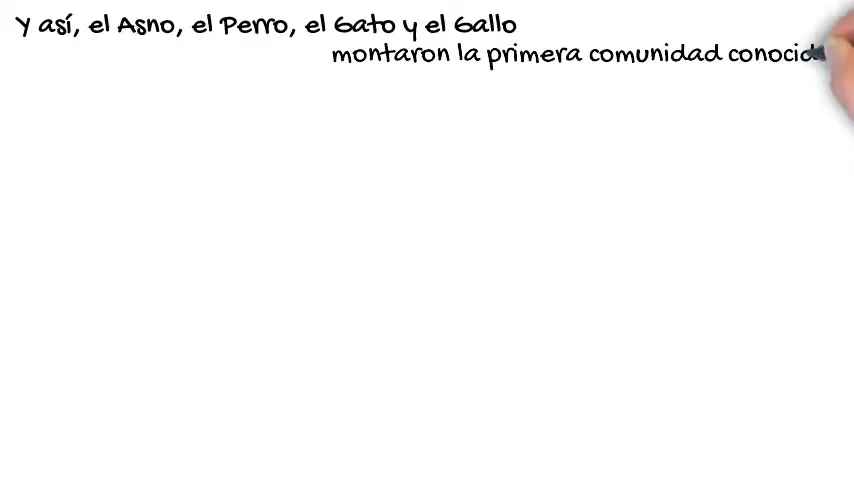 Y así, el Asno, el Perro, el Gato y el Gallo
montaron la primera comunidad conocid